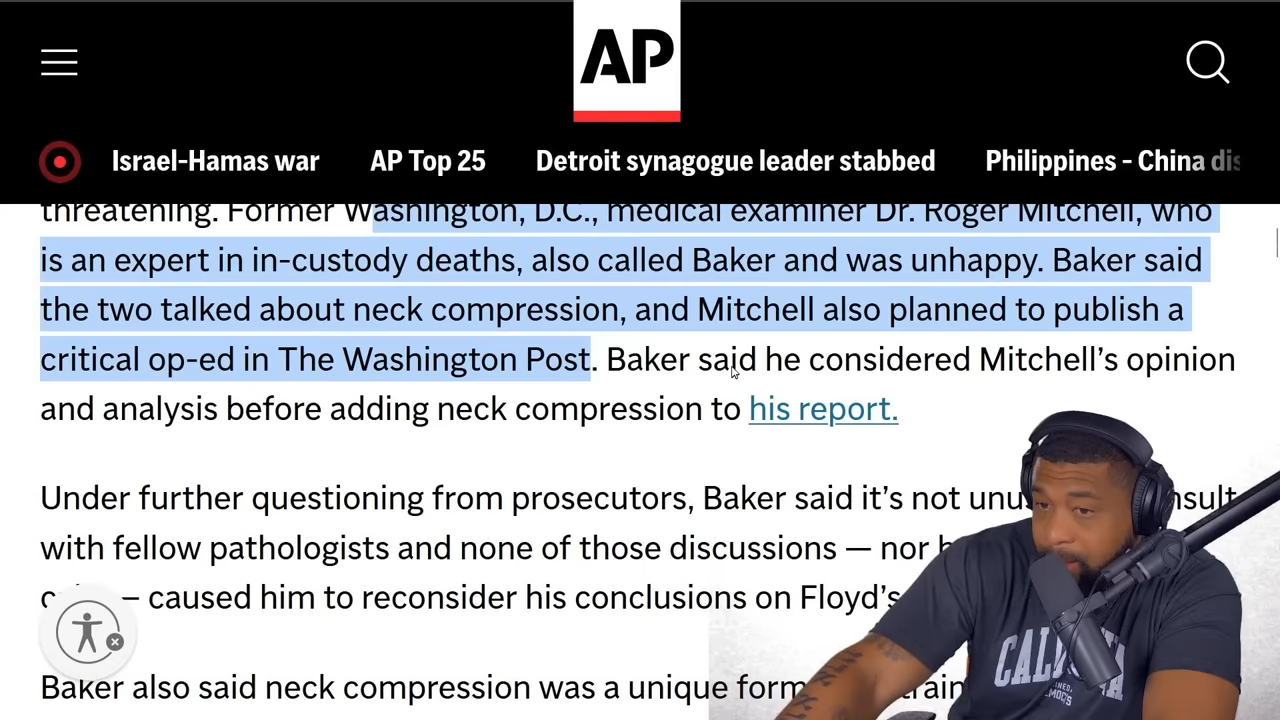 AP
Israel-Hamas war AP Top 25 Detroit synagogue leader stabbed Philippines - China dis
threatening. Former Washington, D.C., medical examiner Dr. Roger Mitchell, who
is an expert in in-custody deaths, also called Baker and was unhappy. Baker said
the two talked about neck compression, and Mitchell also planned to publish a
critical op-ed in The Washington Post. Baker said he considered Mitchell’s opinion
and analysis before adding neck compression to his report.
Under further questioning from prosecutors, Baker said it’s not
with fellow pathologists and none of those discussions — nor
— caused him to reconsider his conclusions on Floyd’s
Baker also said neck compression was a unique form